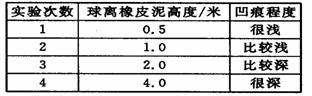 实验次数 球离橡皮泥高度/米 凹痕程度
1 0.5 很浅
2 1.0 比较浅
3 2.0 比较深
4 4.0 很深